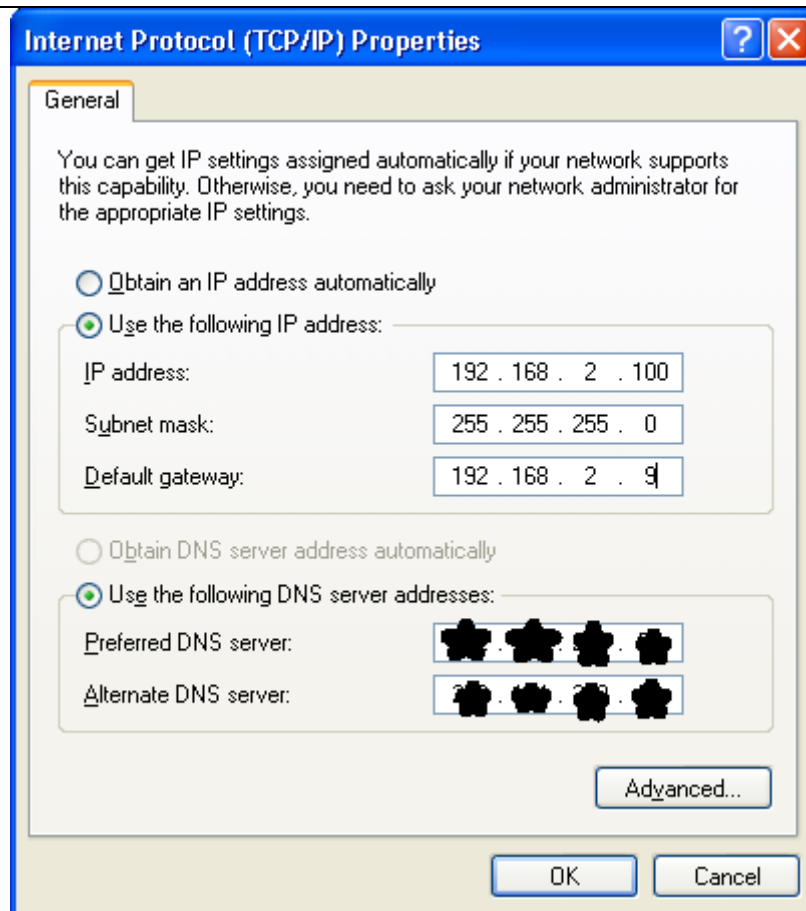 Internet Protocol (TCP/IP) Properties
General
You can get IP settings assigned automatically if your network supports
this capability. Otherwise, you need to ask your network administrator for
the appropriate IP settings.
Obtain an IP address automatically
Use the following IP address:
IP address: 192 . 168 . 2 . 100
Subnet mask: 255 . 255 . 255 . 0
Default gateway: 192 . 168 . 2 . 9
Obtain DNS server address automatically
Use the following DNS server addresses:
Preferred DNS server:
Alternate DNS server:
Advanced...
OK Cancel